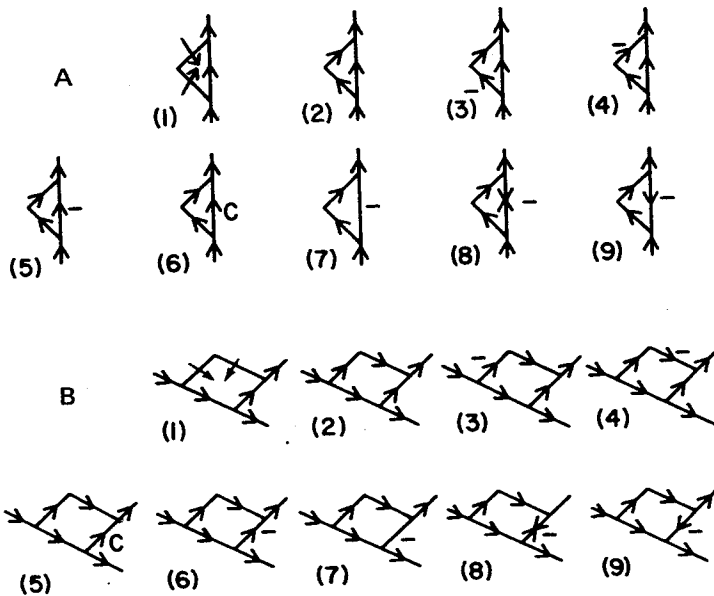 A
(1) (2) (3) (4)
− −
− C − − −
(5) (6) (7) (8) (9)
B
− −
(1) (2) (3) (4)
C − − − −
(5) (6) (7) (8) (9)